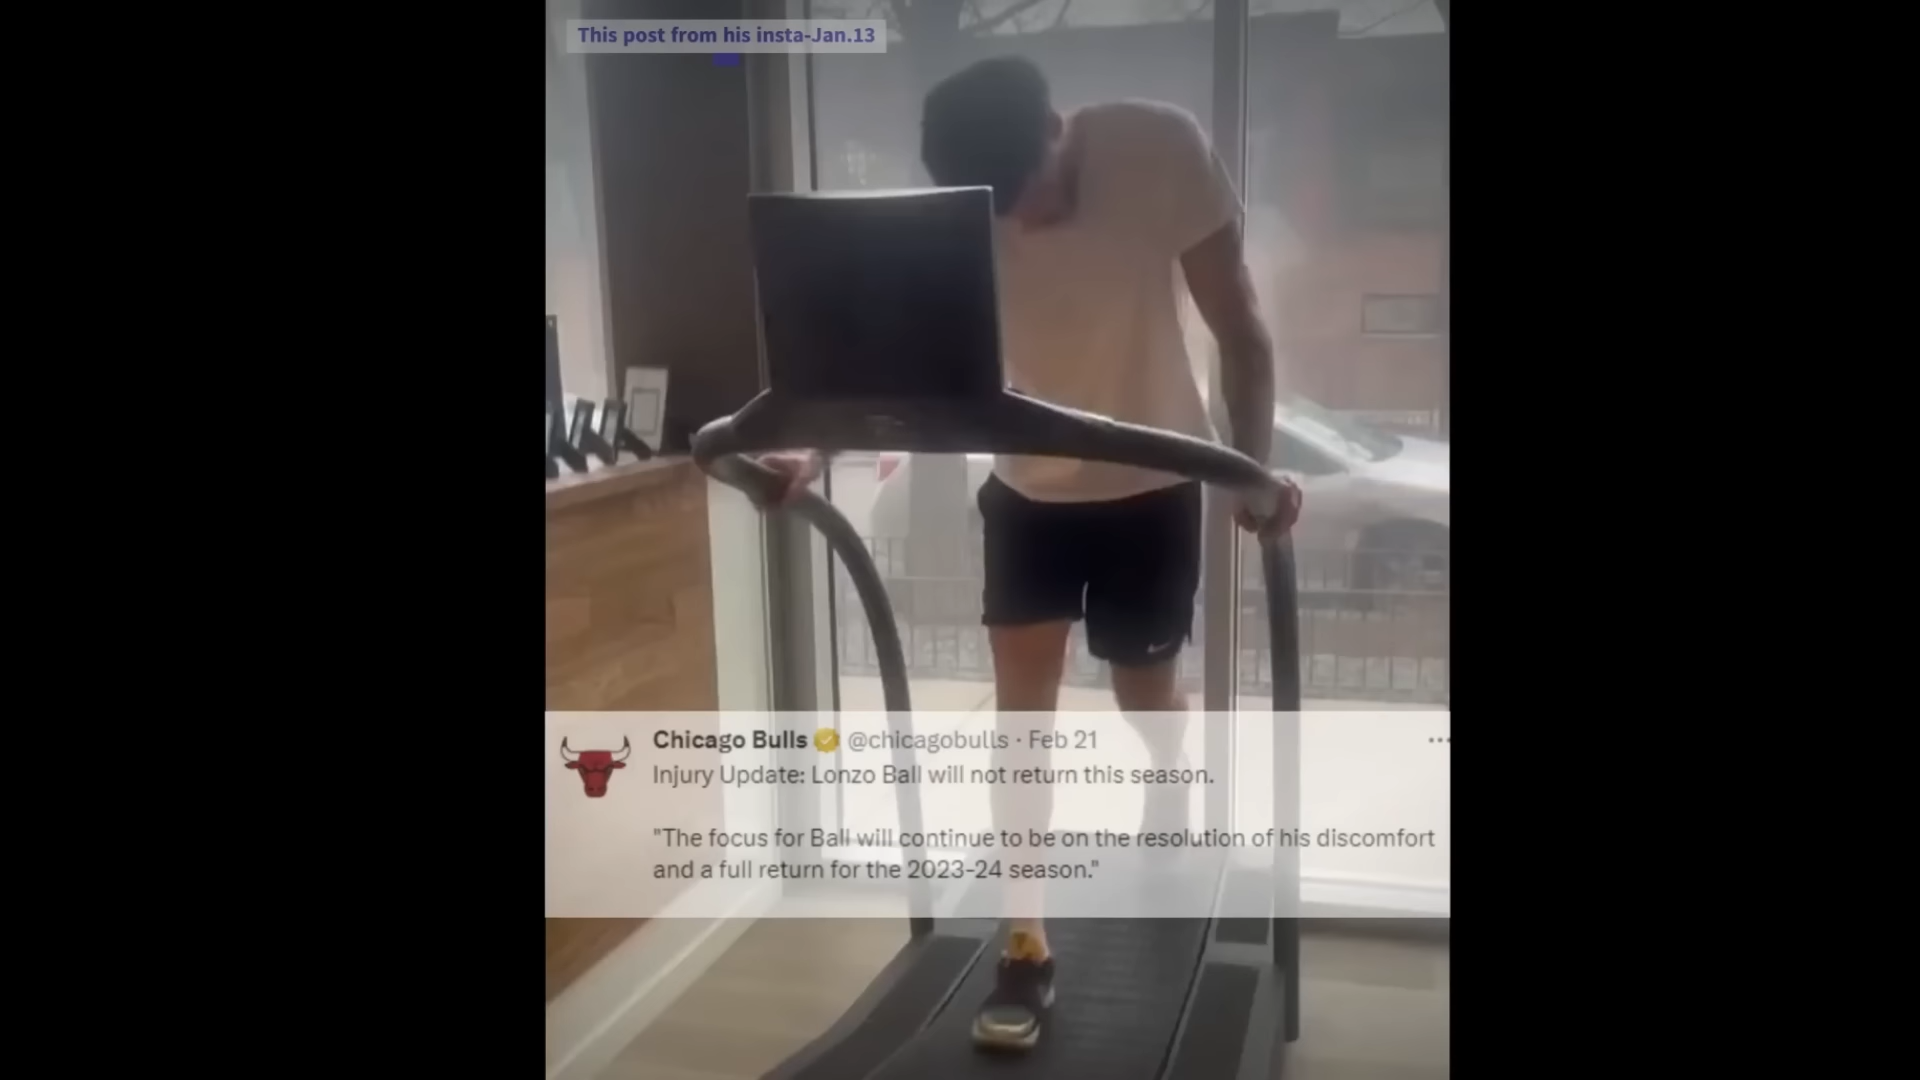 This post from his insta-Jan.13
Chicago Bulls @chicagobulls · Feb 21
Injury Update: Lonzo Ball will not return this season.
"The focus for Ball will continue to be on the resolution of his discomfort
and a full return for the 2023-24 season."